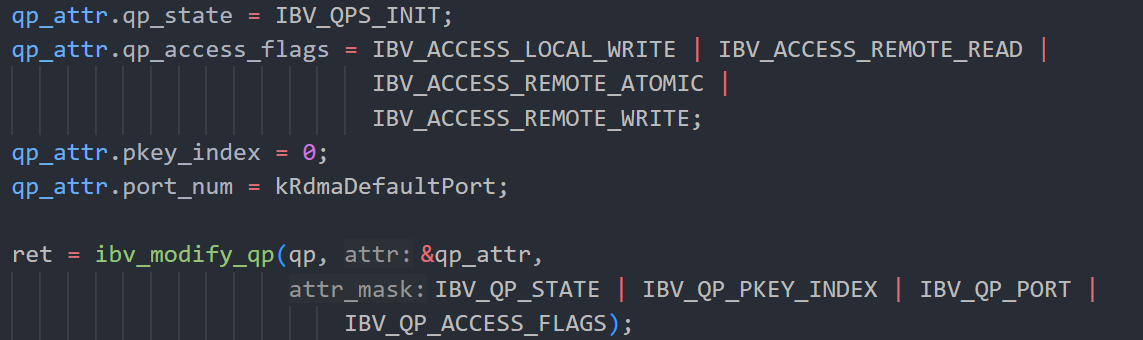 qp_attr.qp_state = IBV_QPS_INIT;
qp_attr.qp_access_flags = IBV_ACCESS_LOCAL_WRITE | IBV_ACCESS_REMOTE_READ |
IBV_ACCESS_REMOTE_ATOMIC |
IBV_ACCESS_REMOTE_WRITE;
qp_attr.pkey_index = 0;
qp_attr.port_num = kRdmaDefaultPort;
ret = ibv_modify_qp(qp, attr: &qp_attr,
attr_mask: IBV_QP_STATE | IBV_QP_PKEY_INDEX | IBV_QP_PORT |
IBV_QP_ACCESS_FLAGS);